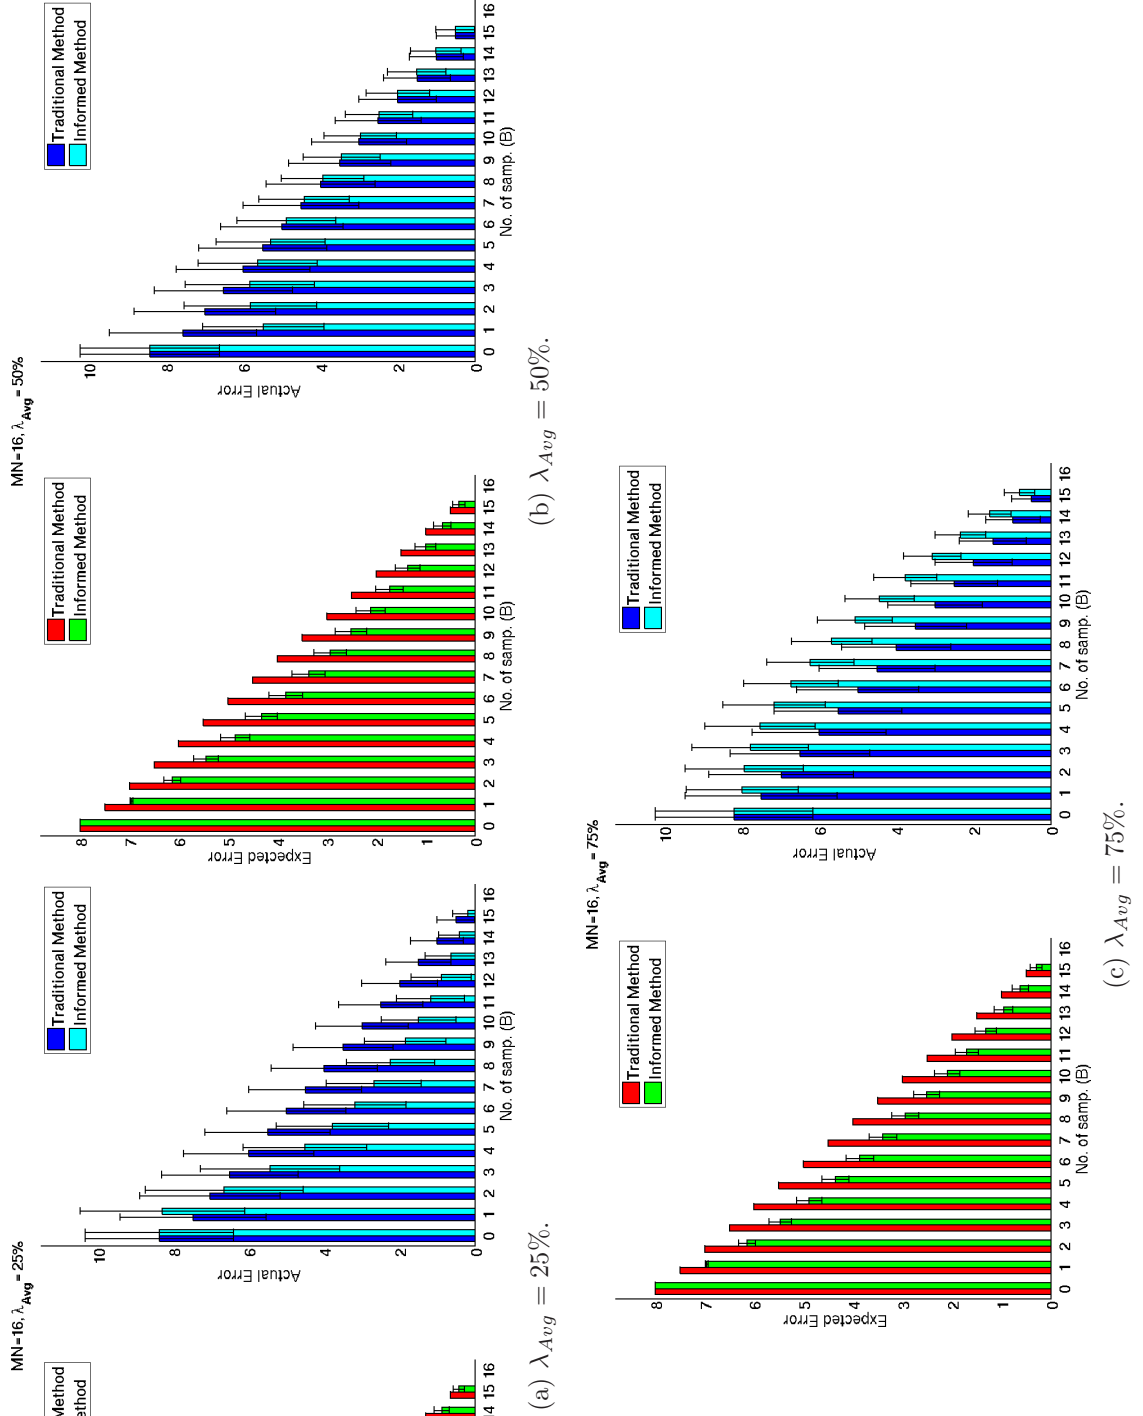 MN=16, λAvg = 25%
Method
ethod
14 15 16
Traditional Method
Informed Method
Actual Error
10
8
6
4
2
0
0 1 2 3 4 5 6 7 8 9 10 11 12 13 14 15 16
No. of samp. (B)
(a) λAvg = 25%.
MN=16, λAvg = 50%
Traditional Method
Informed Method
Expected Error
8
7
6
5
4
3
2
1
0
0 1 2 3 4 5 6 7 8 9 10 11 12 13 14 15 16
No. of samp. (B)
Traditional Method
Informed Method
Actual Error
10
8
6
4
2
0
0 1 2 3 4 5 6 7 8 9 10 11 12 13 14 15 16
No. of samp. (B)
(b) λAvg = 50%.
MN=16, λAvg = 75%
Traditional Method
Informed Method
Expected Error
8
7
6
5
4
3
2
1
0
0 1 2 3 4 5 6 7 8 9 10 11 12 13 14 15 16
No. of samp. (B)
Traditional Method
Informed Method
Actual Error
10
8
6
4
2
0
0 1 2 3 4 5 6 7 8 9 10 11 12 13 14 15 16
No. of samp. (B)
(c) λAvg = 75%.